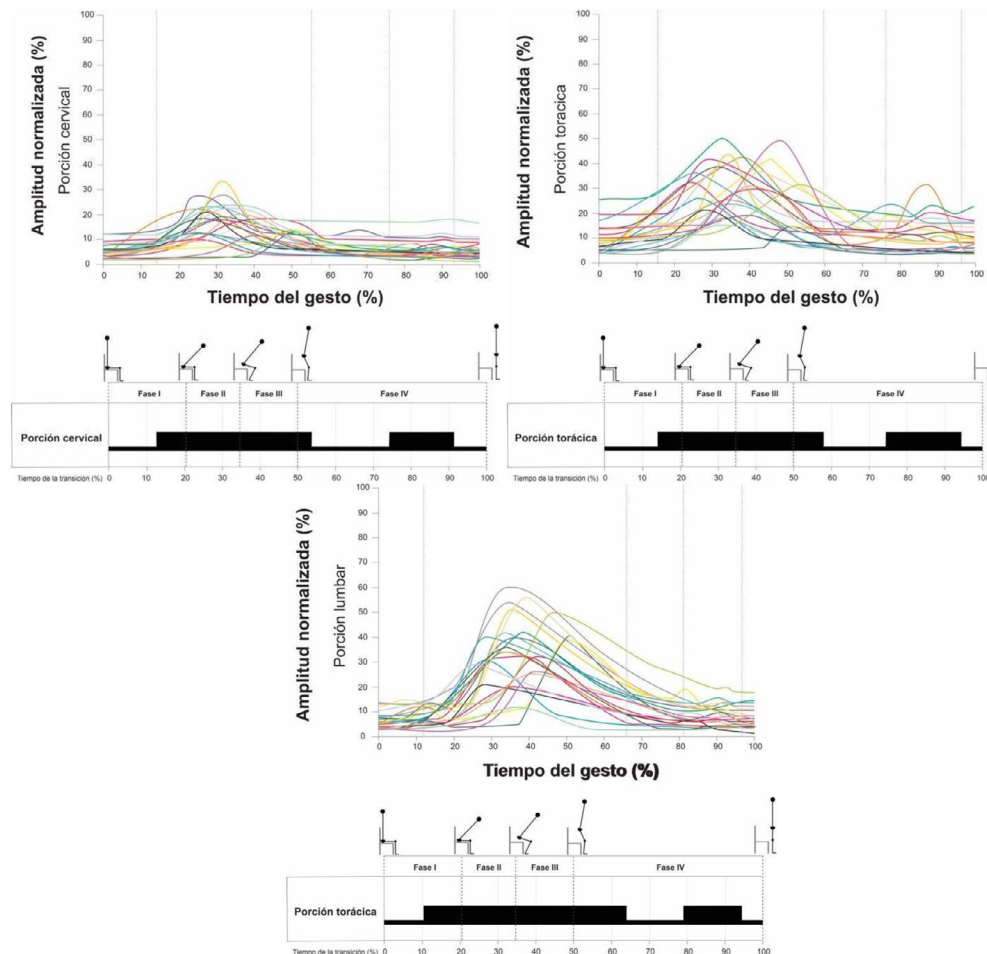 Amplitud normalizada (%)
Porción cervical
100
90
80
70
60
50
40
30
20
10
0
0 10 20 30 40 50 60 70 80 90 100
Tiempo del gesto (%)
Fase I Fase II Fase III Fase IV
Porción cervical
Tiempo de la transición (%) 0 10 20 30 40 50 60 70 80 90 100
Amplitud normalizada (%)
Porción toracica
100
90
80
70
60
50
40
30
20
10
0
0 10 20 30 40 50 60 70 80 90 100
Tiempo del gesto (%)
Fase I Fase II Fase III Fase IV
Porción torácica
Tiempo de la transición (%) 0 10 20 30 40 50 60 70 80 90 100
Amplitud normalizada (%)
Porción lumbar
100
90
80
70
60
50
40
30
20
10
0
0 10 20 30 40 50 60 70 80 90 100
Tiempo del gesto (%)
Fase I Fase II Fase III Fase IV
Porción torácica
Tiempo de la transición (%) 0 10 20 30 40 50 60 70 80 90 100